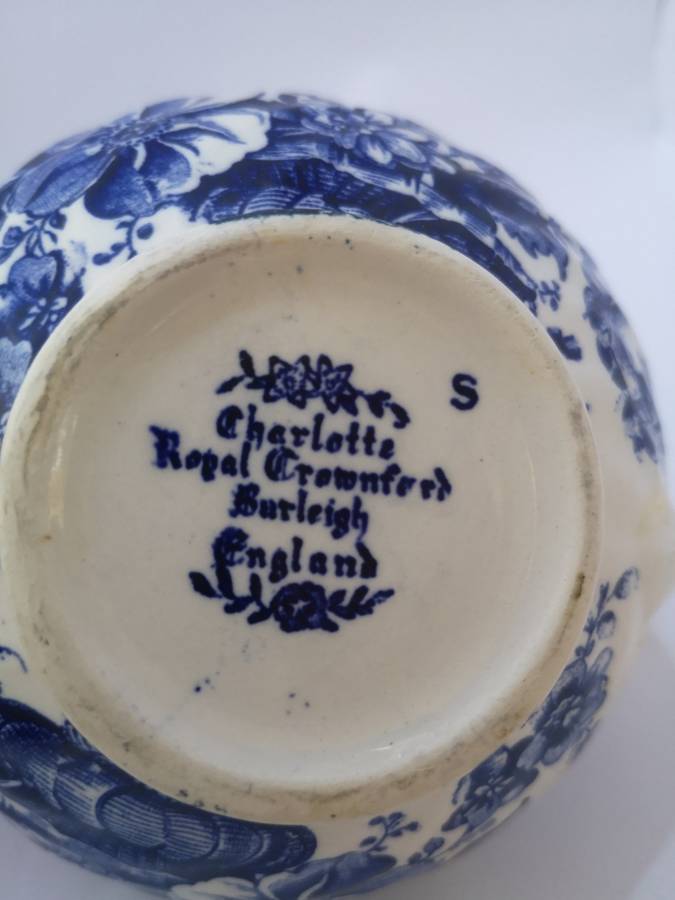 S
Charlotte
Royal Crownford
Burleigh
England